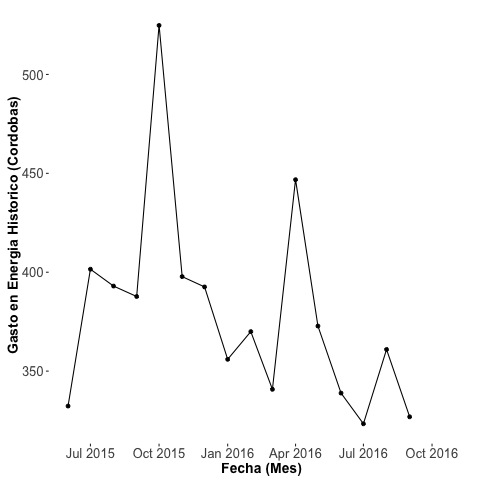 Gasto en Energia Historico (Cordobas)
500
450
400
350
Jul 2015 Oct 2015 Jan 2016 Apr 2016 Jul 2016 Oct 2016
Fecha (Mes)